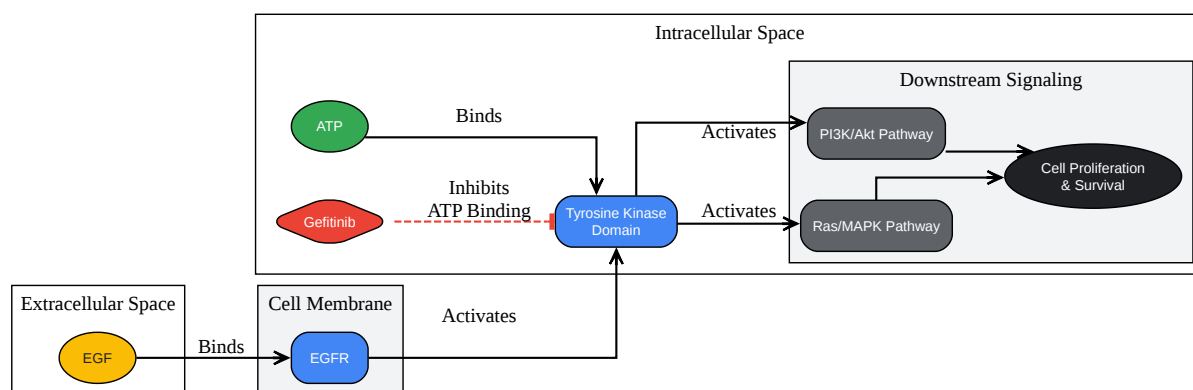 Intracellular Space
Downstream Signaling
ATP
Binds
Activates
PI3K/Akt Pathway
Cell Proliferation
& Survival
Gefitinib
Inhibits
ATP Binding
Tyrosine Kinase
Domain
Activates
Ras/MAPK Pathway
Extracellular Space
Cell Membrane
Activates
EGF
Binds
EGFR